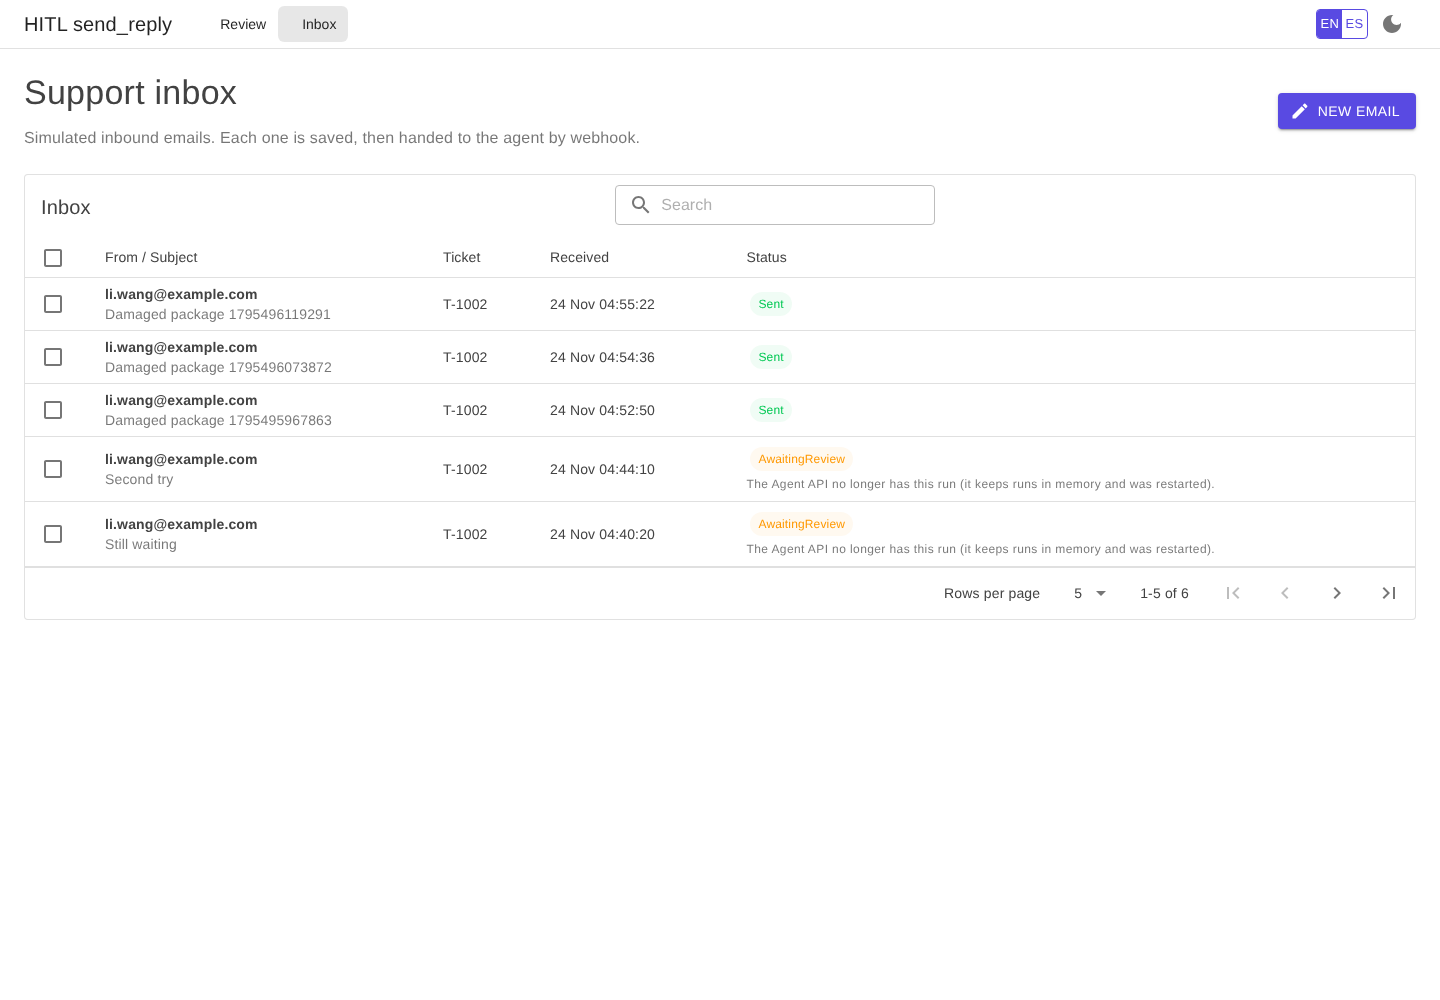 HITL send_reply Review Inbox EN ES
Support inbox
NEW EMAIL
Simulated inbound emails. Each one is saved, then handed to the agent by webhook.
Inbox Search
From / Subject Ticket Received Status
li.wang@example.com
Damaged package 1795496119291 T-1002 24 Nov 04:55:22 Sent
li.wang@example.com
Damaged package 1795496073872 T-1002 24 Nov 04:54:36 Sent
li.wang@example.com
Damaged package 1795495967863 T-1002 24 Nov 04:52:50 Sent
li.wang@example.com
Second try T-1002 24 Nov 04:44:10 AwaitingReview
The Agent API no longer has this run (it keeps runs in memory and was restarted).
li.wang@example.com
Still waiting T-1002 24 Nov 04:40:20 AwaitingReview
The Agent API no longer has this run (it keeps runs in memory and was restarted).
Rows per page 5 1-5 of 6